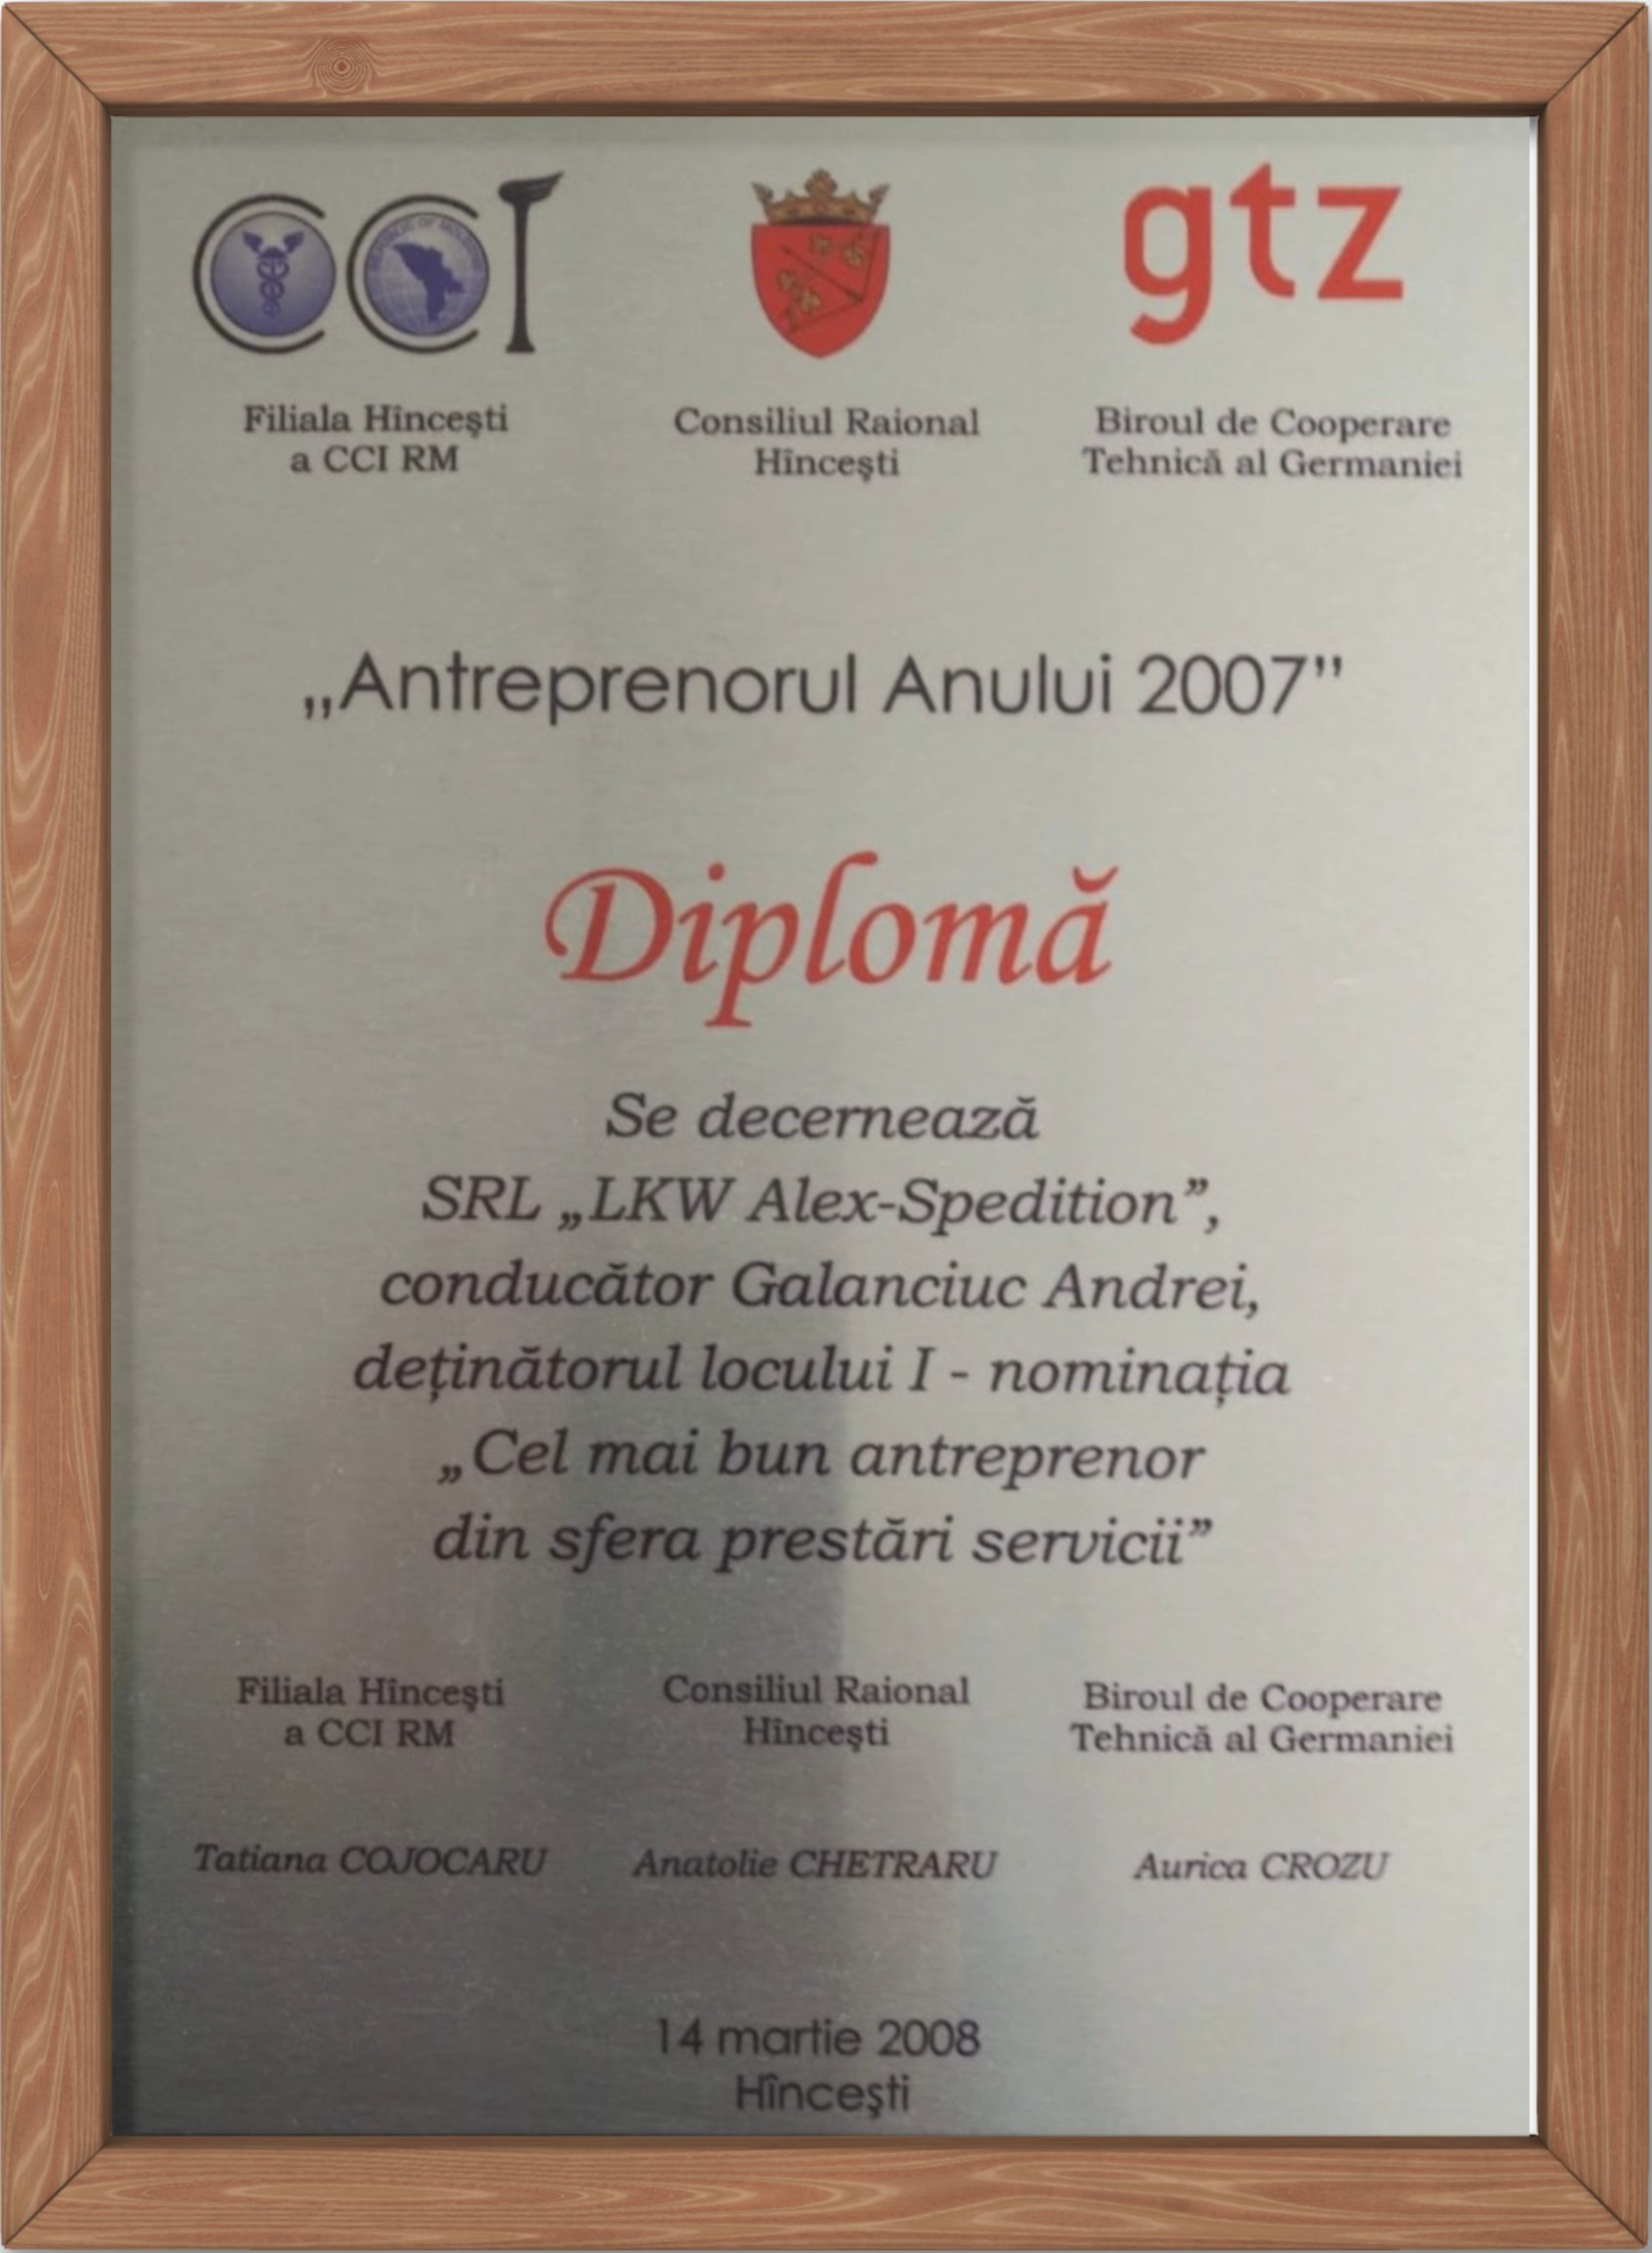 CCI
gtz
Filiala Hînceşti
a CCI RM
Consiliul Raional
Hînceşti
Biroul de Cooperare
Tehnică al Germaniei
„Antreprenorul Anului 2007”
Diplomă
Se decernează
SRL „LKW Alex-Spedition”,
conducător Galanciuc Andrei,
deţinătorul locului I - nominaţia
„Cel mai bun antreprenor
din sfera prestări servicii”
Filiala Hînceşti
a CCI RM
Consiliul Raional
Hînceşti
Biroul de Cooperare
Tehnică al Germaniei
Tatiana COJOCARU
Anatolie CHETRARU
Aurica CROZU
14 martie 2008
Hînceşti